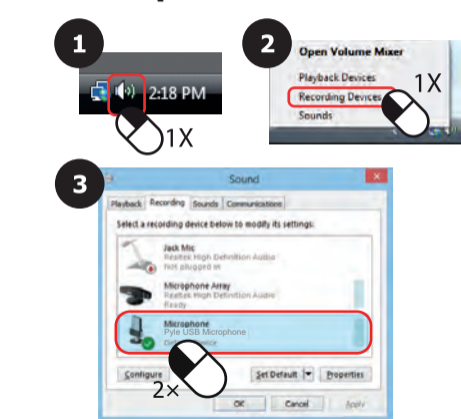 1
2:18 PM
1X
2
Open Volume Mixer
Playback Devices
Recording Devices
Sounds
1X
3
Sound
Playback Recording Sounds Communications
Select a recording device below to modify its settings:
Jack Mic
Realtek High Definition Audio
Not plugged in
Microphone Array
Realtek High Definition Audio
Ready
Microphone
Pyle USB Microphone
Configure
Set Default
Properties
2×
OK
Cancel
Apply